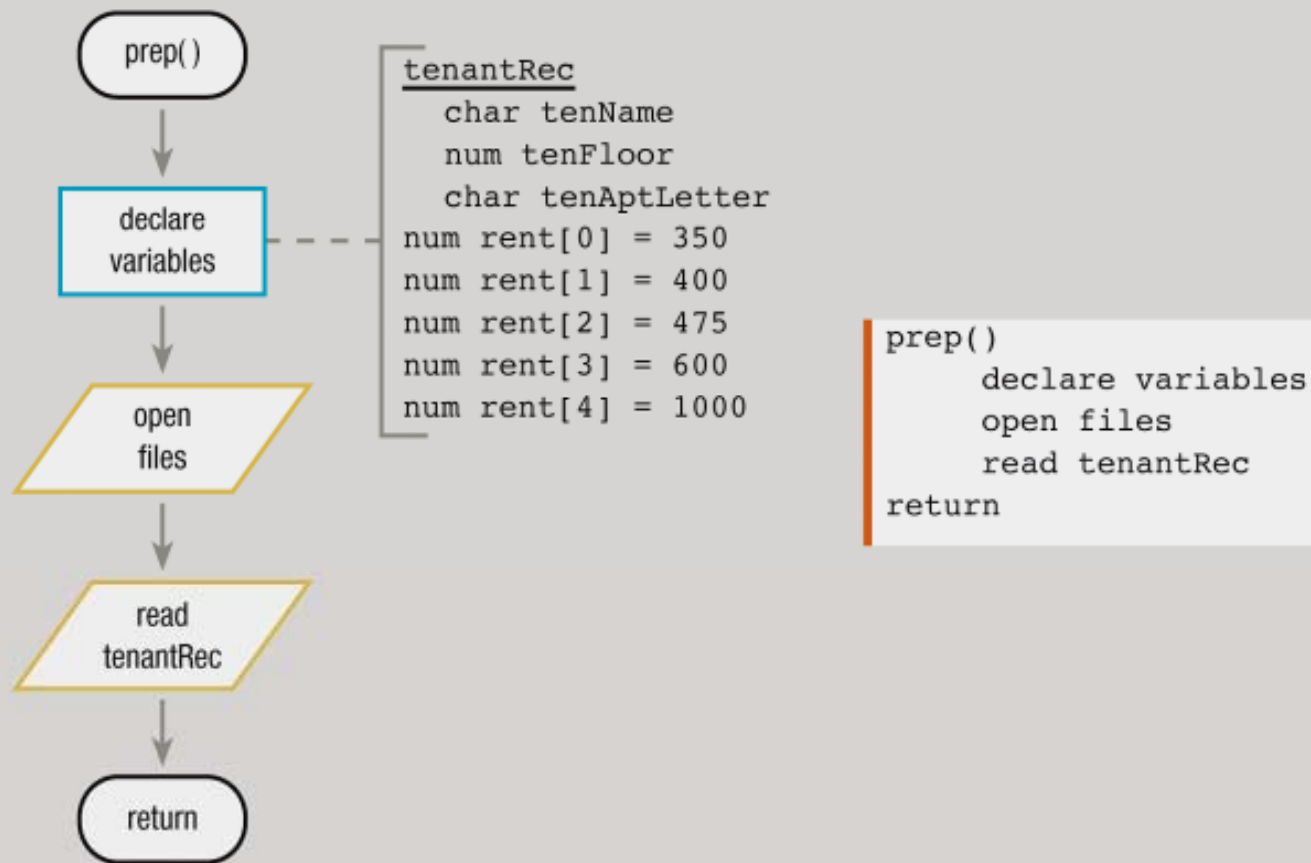 prep( )
declare
variables
open
files
read
tenantRec
return
tenantRec
char tenName
num tenFloor
char tenAptLetter
num rent[0] = 350
num rent[1] = 400
num rent[2] = 475
num rent[3] = 600
num rent[4] = 1000
prep()
declare variables
open files
read tenantRec
return